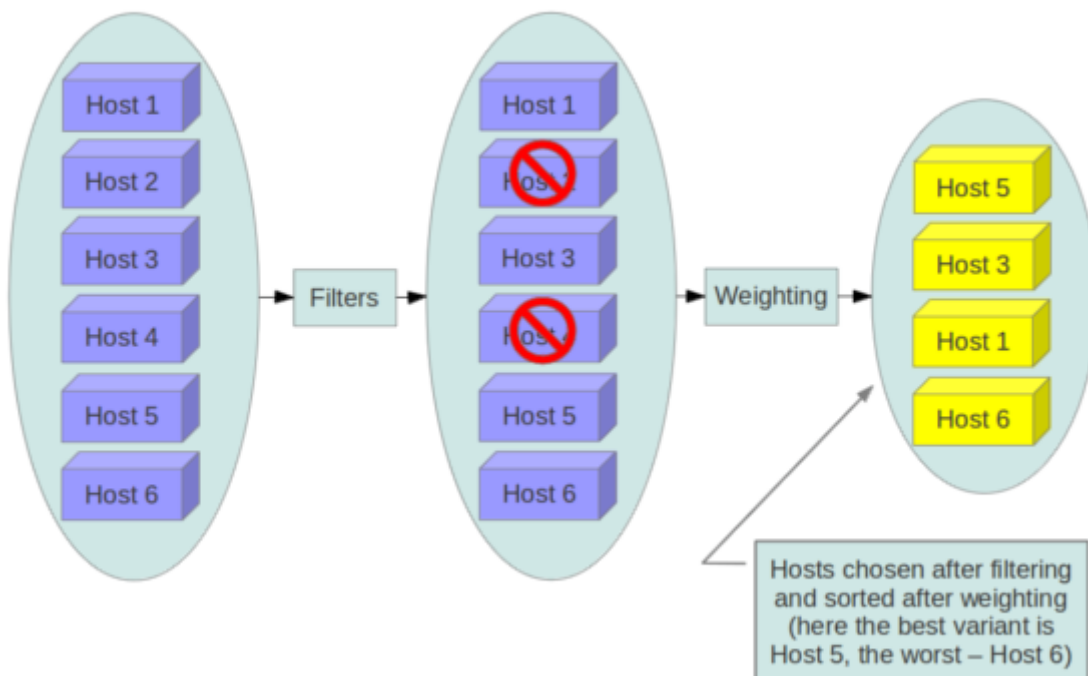 Host 1
Host 2
Host 3
Host 4
Host 5
Host 6
Filters
Host 1
Host
Host 3
Host
Host 5
Host 6
Weighting
Host 5
Host 3
Host 1
Host 6
Hosts chosen after filtering
and sorted after weighting
(here the best variant is
Host 5, the worst – Host 6)